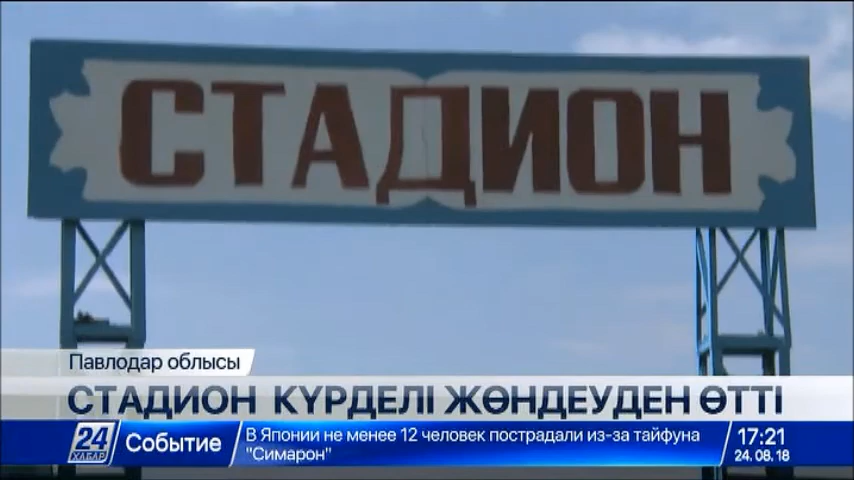 СТАДИОН
Павлодар облысы
СТАДИОН КҮРДЕЛІ ЖӨНДЕУДЕН ӨТТІ
24
ХАБАР
Событие
В Японии не менее 12 человек пострадали из-за тайфуна
"Симарон"
17:21
24. 08. 18